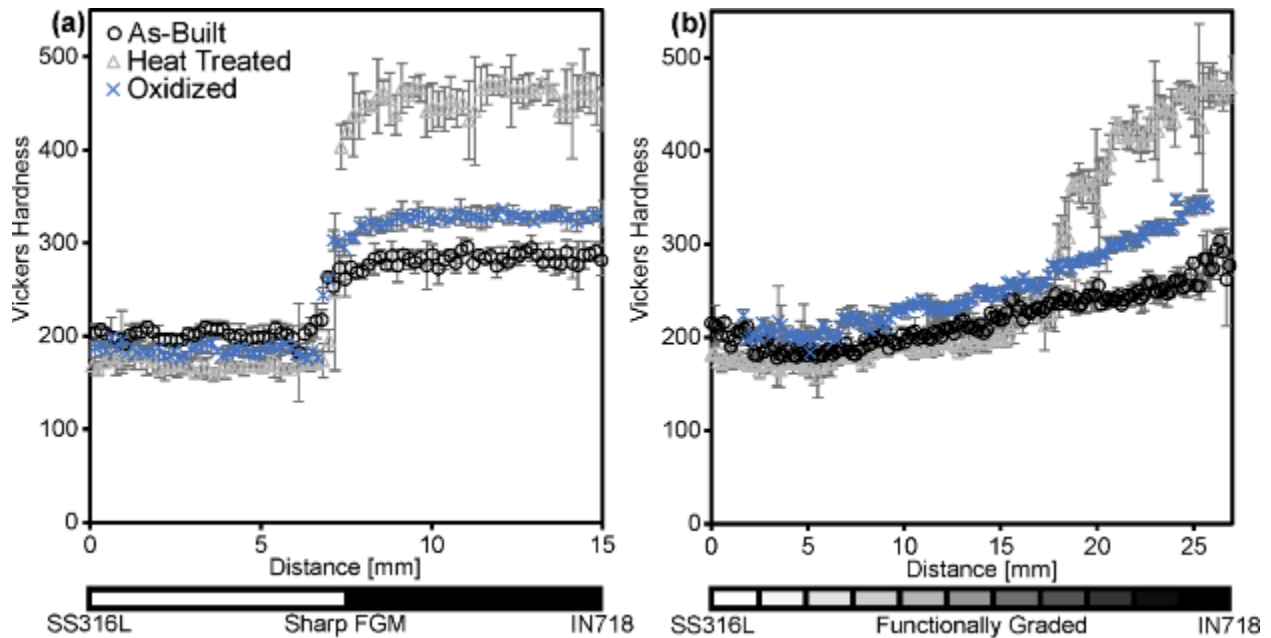 (a)
As-Built
Heat Treated
Oxidized
500
400
300
200
100
0
Vickers Hardness
0 5 10 15
Distance [mm]
SS316L Sharp FGM IN718
(b)
500
400
300
200
100
0
Vickers Hardness
0 5 10 15 20 25
Distance [mm]
SS316L Functionally Graded IN718